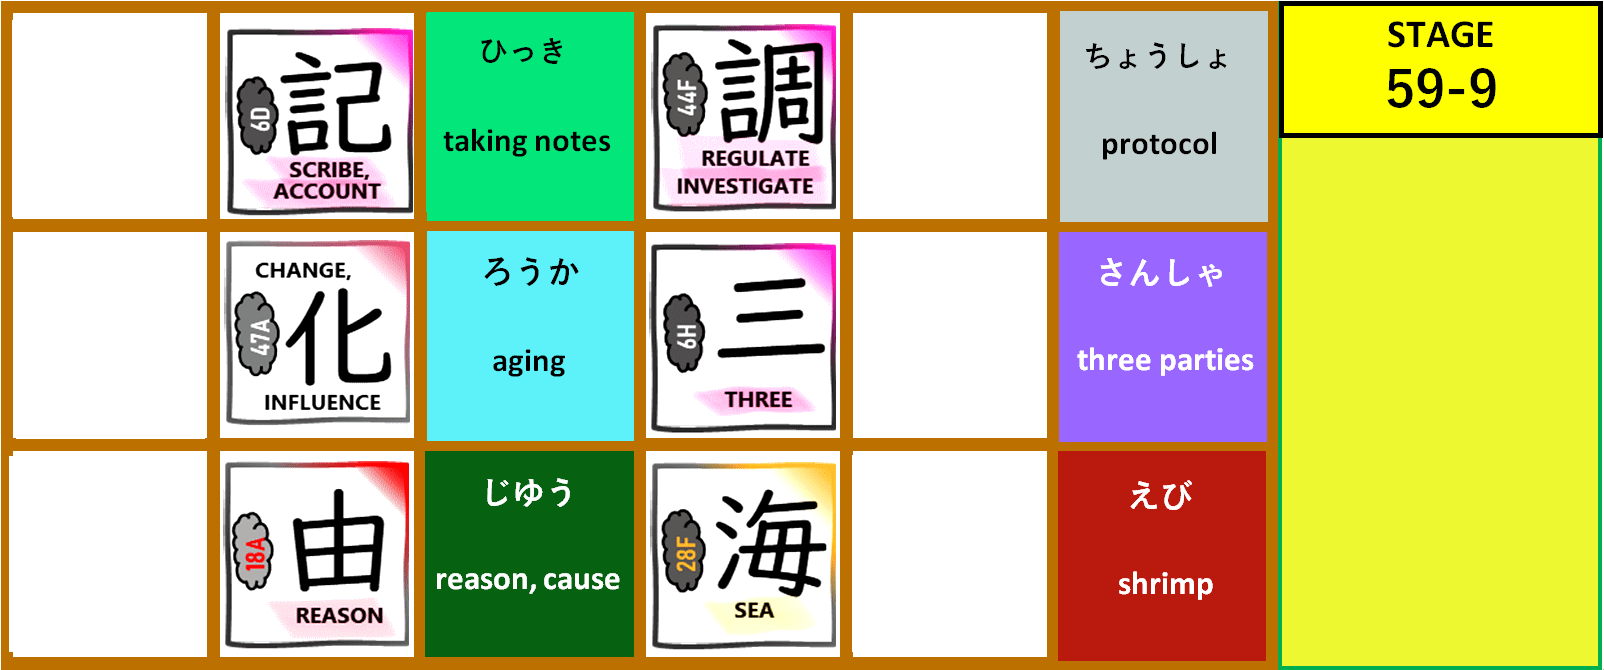 6D
記
SCRIBE,
ACCOUNT
ひっき
taking notes
44F
調
REGULATE
INVESTIGATE
ちょうしょ
protocol
STAGE
59-9
CHANGE,
47A
化
INFLUENCE
ろうか
aging
6H
三
THREE
さんしゃ
three parties
18A
由
REASON
じゆう
reason, cause
28F
海
SEA
えび
shrimp